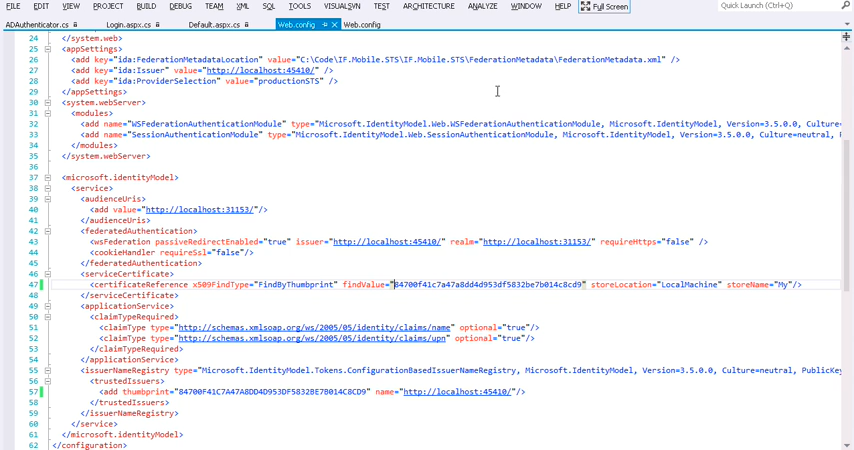 FILE EDIT VIEW PROJECT BUILD DEBUG TEAM XML SQL TOOLS VISUALSVN TEST ARCHITECTURE ANALYZE WINDOW HELP Full Screen Quick Launch (Ctrl+Q)
ADAuthenticator.cs Login.aspx.cs Default.aspx.cs Web.config Web.config
24 </system.web>
25 <appSettings>
26 <add key="ida:FederationMetadataLocation" value="C:\Code\IF.Mobile.STS\IF.Mobile.STS\FederationMetadata\FederationMetadata.xml" />
27 <add key="ida:Issuer" value="http://localhost:45410/" />
28 <add key="ida:ProviderSelection" value="productionSTS" />
29 </appSettings>
30 <system.webServer>
31 <modules>
32 <add name="WSFederationAuthenticationModule" type="Microsoft.IdentityModel.Web.WSFederationAuthenticationModule, Microsoft.IdentityModel, Version=3.5.0.0, Cultur
33 <add name="SessionAuthenticationModule" type="Microsoft.IdentityModel.Web.SessionAuthenticationModule, Microsoft.IdentityModel, Version=3.5.0.0, Culture=neutral, P
34 </modules>
35 </system.webServer>
36
37 <microsoft.identityModel>
38 <service>
39 <audienceUris>
40 <add value="http://localhost:31153/"/>
41 </audienceUris>
42 <federatedAuthentication>
43 <wsFederation passiveRedirectEnabled="true" issuer="http://localhost:45410/" realm="http://localhost:31153/" requireHttps="false" />
44 <cookieHandler requireSsl="false"/>
45 </federatedAuthentication>
46 <serviceCertificate>
47 <certificateReference x509FindType="FindByThumbprint" findValue="84700f41c7a47a8dd4d953df5832be7b014c8cd9" storeLocation="LocalMachine" storeName="My"/>
48 </serviceCertificate>
49 <applicationService>
50 <claimTypeRequired>
51 <claimType type="http://schemas.xmlsoap.org/ws/2005/05/identity/claims/name" optional="true"/>
52 <claimType type="http://schemas.xmlsoap.org/ws/2005/05/identity/claims/upn" optional="true"/>
53 </claimTypeRequired>
54 </applicationService>
55 <issuerNameRegistry type="Microsoft.IdentityModel.Tokens.ConfigurationBasedIssuerNameRegistry, Microsoft.IdentityModel, Version=3.5.0.0, Culture=neutral, PublicKey
56 <trustedIssuers>
57 <add thumbprint="84700F41C7A47A8DD4D953DF5832BE7B014C8CD9" name="http://localhost:45410/"/>
58 </trustedIssuers>
59 </issuerNameRegistry>
60 </service>
61 </microsoft.identityModel>
62 </configuration>